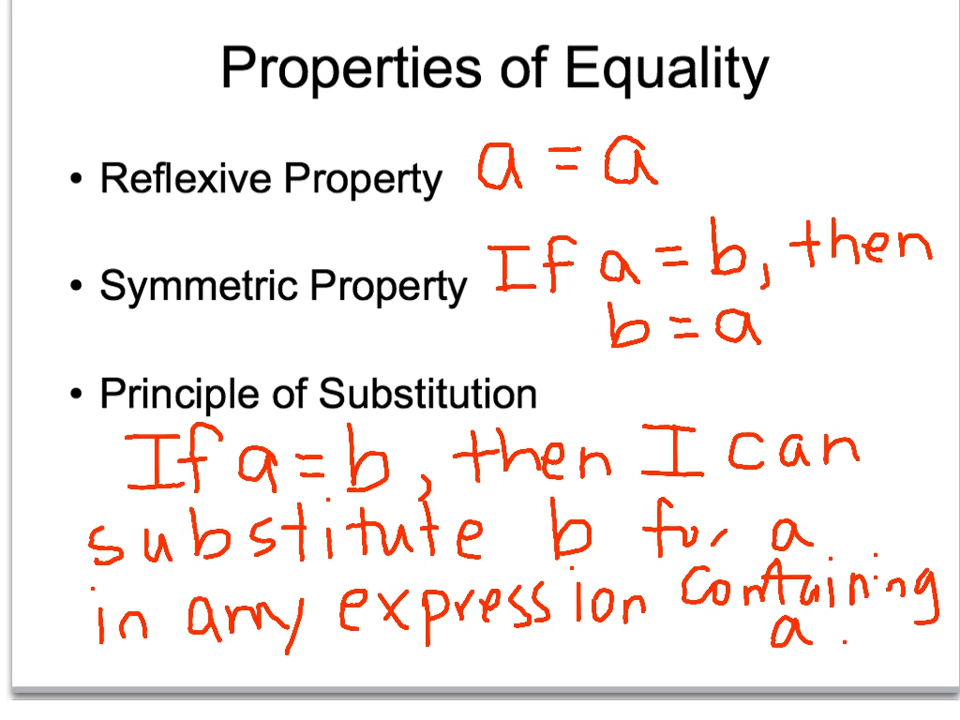 Properties of Equality
• Reflexive Property a = a
• Symmetric Property If a = b, then
b = a
• Principle of Substitution
If a = b, then I can
substitute b for a
in any expression containing
a.